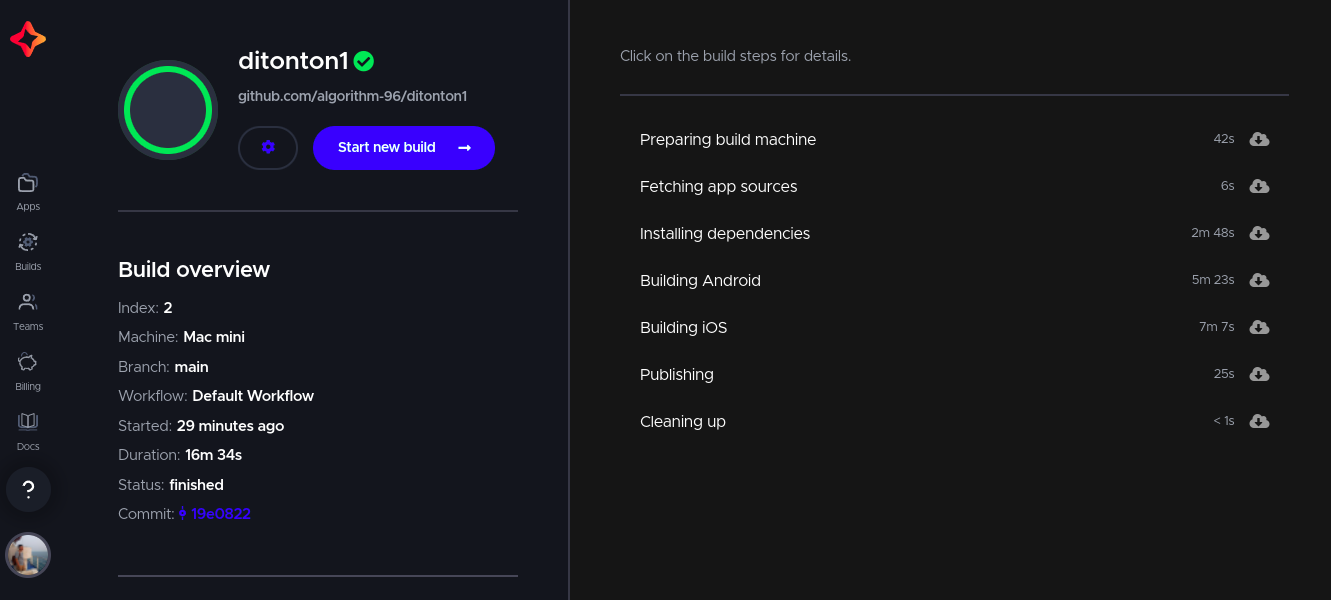 Apps
Builds
Teams
Billing
Docs
?
ditonton1
github.com/algorithm-96/ditonton1
Start new build
Build overview
Index: 2
Machine: Mac mini
Branch: main
Workflow: Default Workflow
Started: 29 minutes ago
Duration: 16m 34s
Status: finished
Commit: 19e0822
Click on the build steps for details.
Preparing build machine 42s
Fetching app sources 6s
Installing dependencies 2m 48s
Building Android 5m 23s
Building iOS 7m 7s
Publishing 25s
Cleaning up < 1s